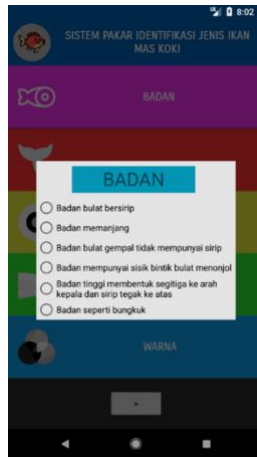 8:02
SISTEM PAKAR IDENTIFIKASI JENIS IKAN
MAS KOKI
BADAN
BADAN
Badan bulat bersirip
Badan memanjang
Badan bulat gempal tidak mempunyai sirip
Badan mempunyai sisik bintik bulat menonjol
Badan tinggi membentuk segitiga ke arah
kepala dan sirip tegak ke atas
Badan seperti bungkuk
WARNA
>